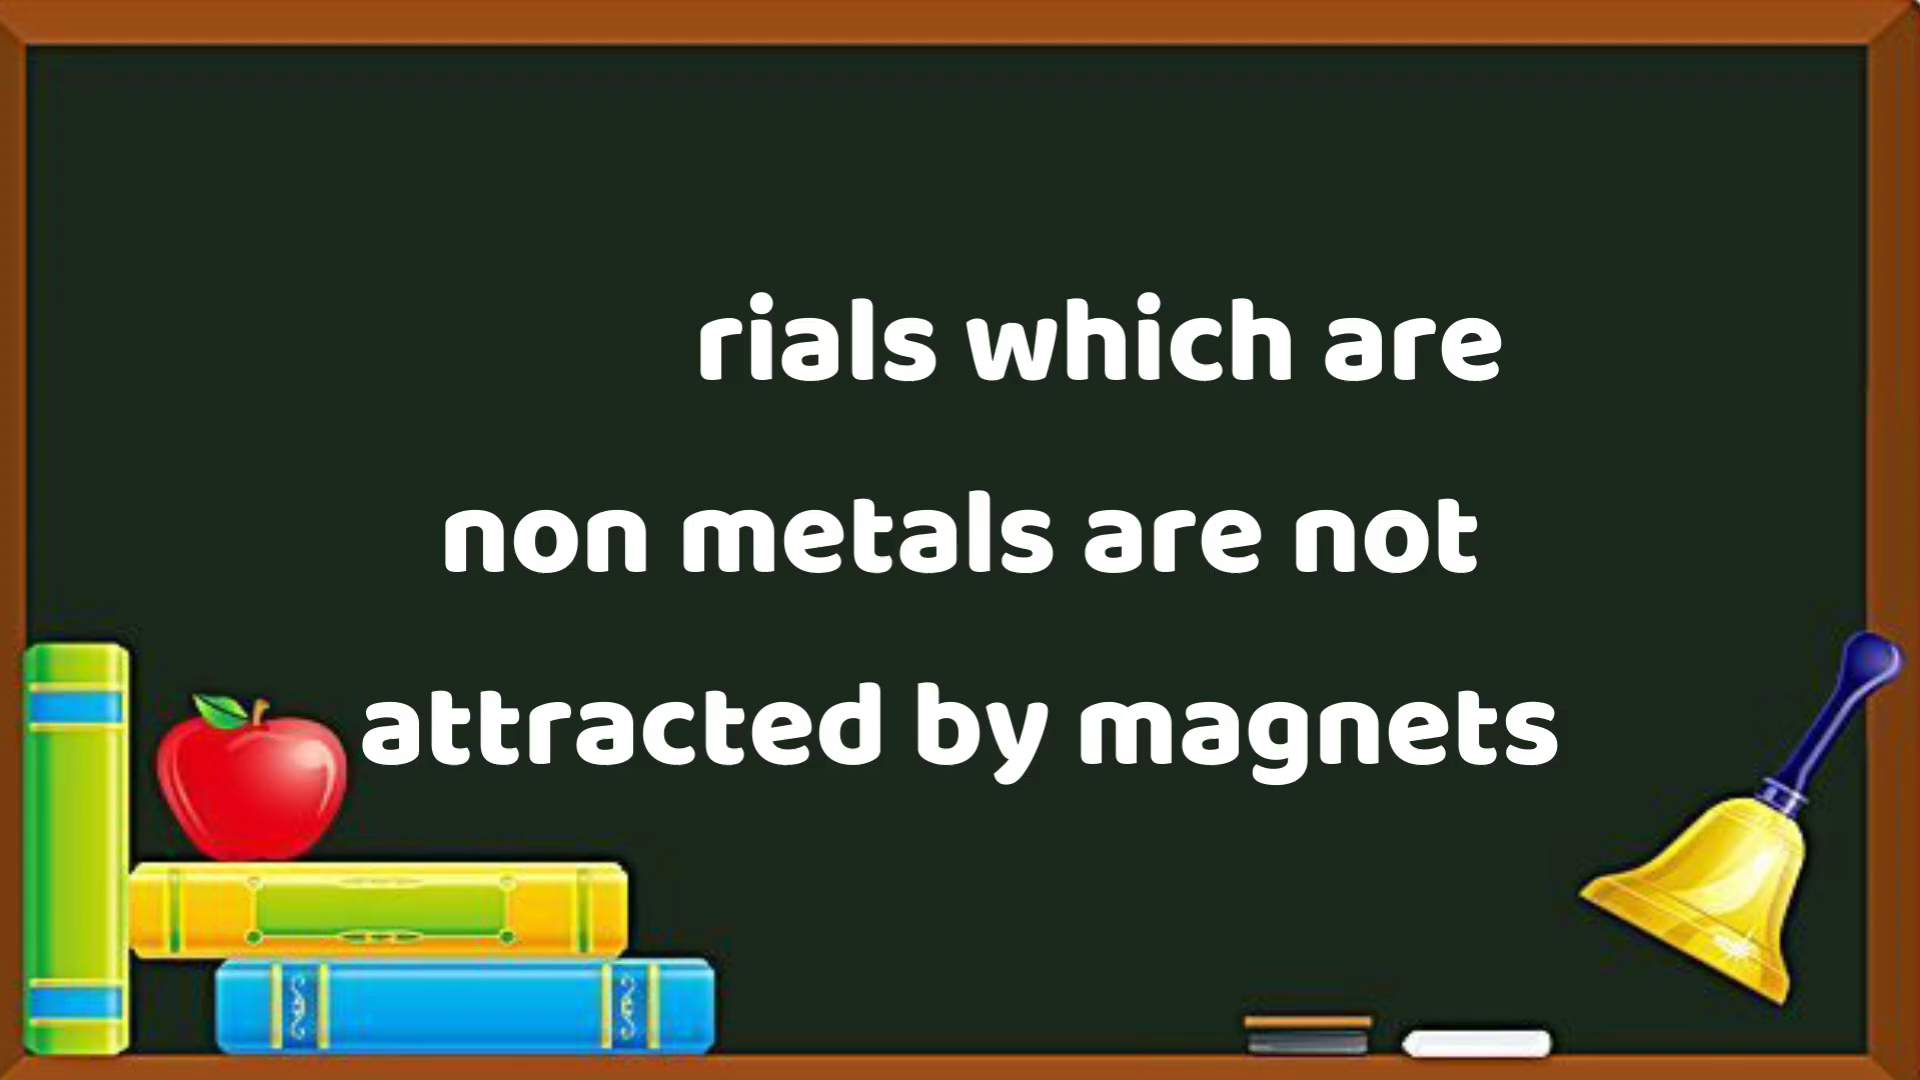 rials which are
non metals are not
attracted by magnets